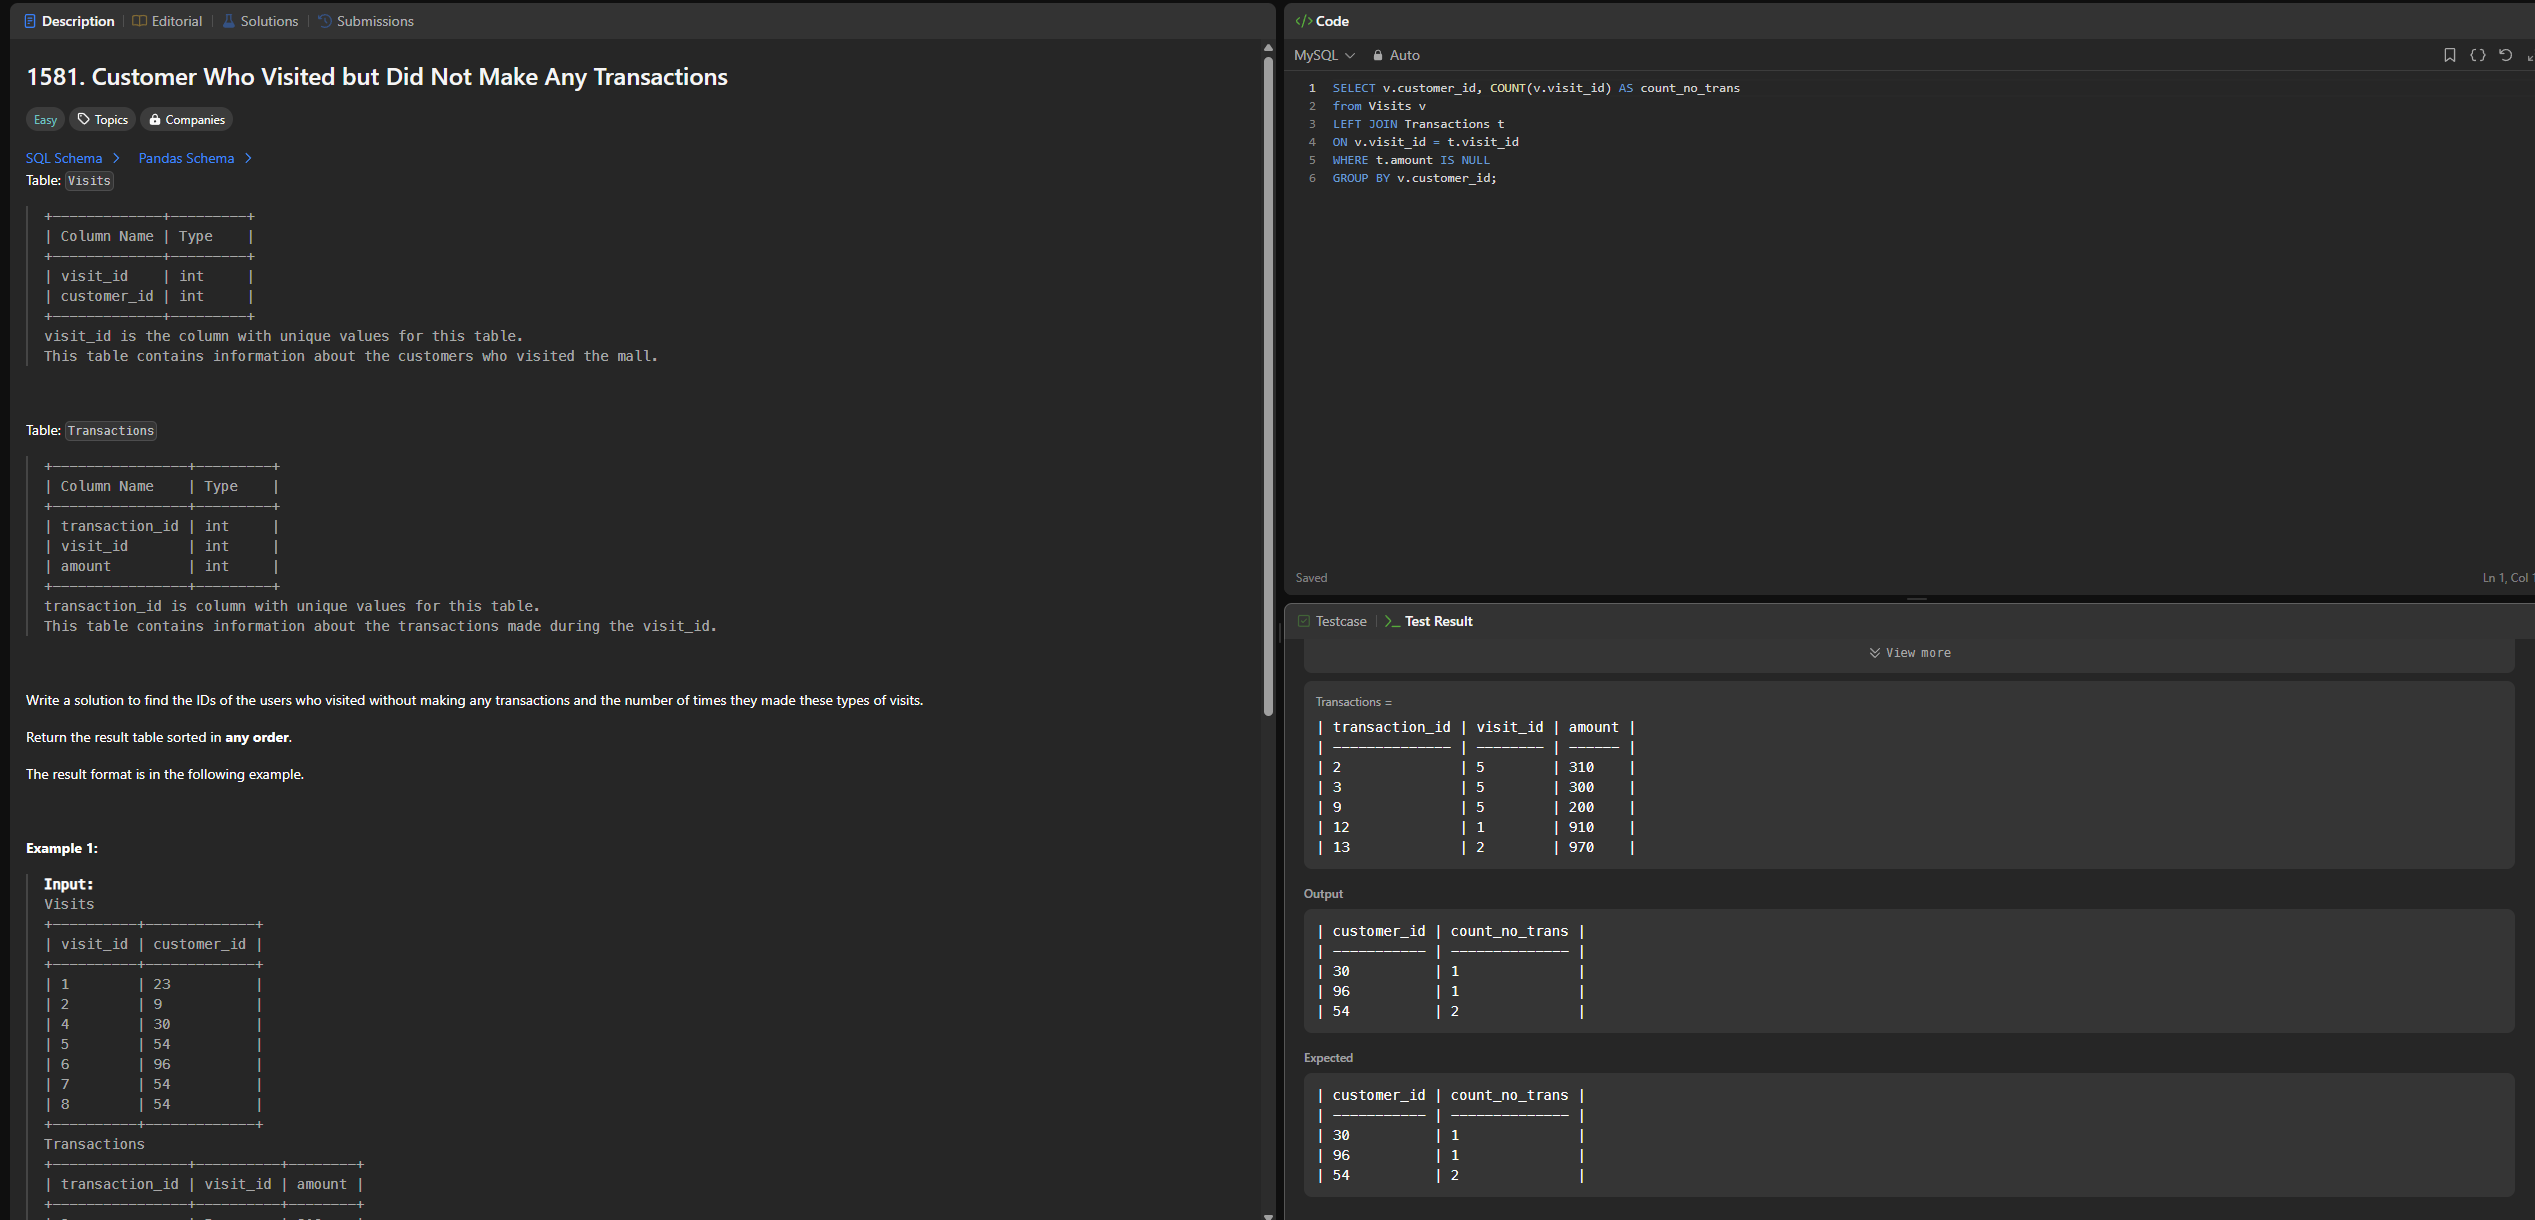 Description | Editorial | Solutions | Submissions
1581. Customer Who Visited but Did Not Make Any Transactions
Easy Topics Companies
SQL Schema > Pandas Schema >
Table: Visits
+-------------+---------+
| Column Name | Type    |
+-------------+---------+
| visit_id    | int     |
| customer_id | int     |
+-------------+---------+
visit_id is the column with unique values for this table.
This table contains information about the customers who visited the mall.
Table: Transactions
+----------------+---------+
| Column Name    | Type    |
+----------------+---------+
| transaction_id | int     |
| visit_id       | int     |
| amount         | int     |
+----------------+---------+
transaction_id is column with unique values for this table.
This table contains information about the transactions made during the visit_id.
Write a solution to find the IDs of the users who visited without making any transactions and the number of times they made these types of visits.
Return the result table sorted in any order.
The result format is in the following example.
Example 1:
Input:
Visits
+----------+-------------+
| visit_id | customer_id |
+----------+-------------+
| 1        | 23          |
| 2        | 9           |
| 4        | 30          |
| 5        | 54          |
| 6        | 96          |
| 7        | 54          |
| 8        | 54          |
+----------+-------------+
Transactions
+----------------+----------+--------+
| transaction_id | visit_id | amount |
+----------------+----------+--------+
</> Code
MySQL Auto
1 SELECT v.customer_id, COUNT(v.visit_id) AS count_no_trans
2 from Visits v
3 LEFT JOIN Transactions t
4 ON v.visit_id = t.visit_id
5 WHERE t.amount IS NULL
6 GROUP BY v.customer_id;
Saved
Ln 1, Col 1
Testcase | >_ Test Result
View more
Transactions =
| transaction_id | visit_id | amount |
| -------------- | -------- | ------ |
| 2              | 5        | 310    |
| 3              | 5        | 300    |
| 9              | 5        | 200    |
| 12             | 1        | 910    |
| 13             | 2        | 970    |
Output
| customer_id | count_no_trans |
| ----------- | -------------- |
| 30          | 1              |
| 96          | 1              |
| 54          | 2              |
Expected
| customer_id | count_no_trans |
| ----------- | -------------- |
| 30          | 1              |
| 96          | 1              |
| 54          | 2              |